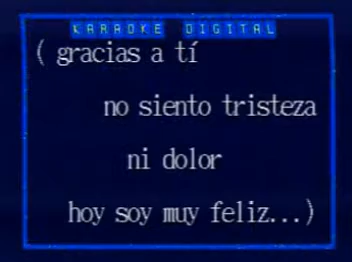 KARAOKE DIGITAL
( gracias a tí
no siento tristeza
ni dolor
hoy soy muy feliz...)